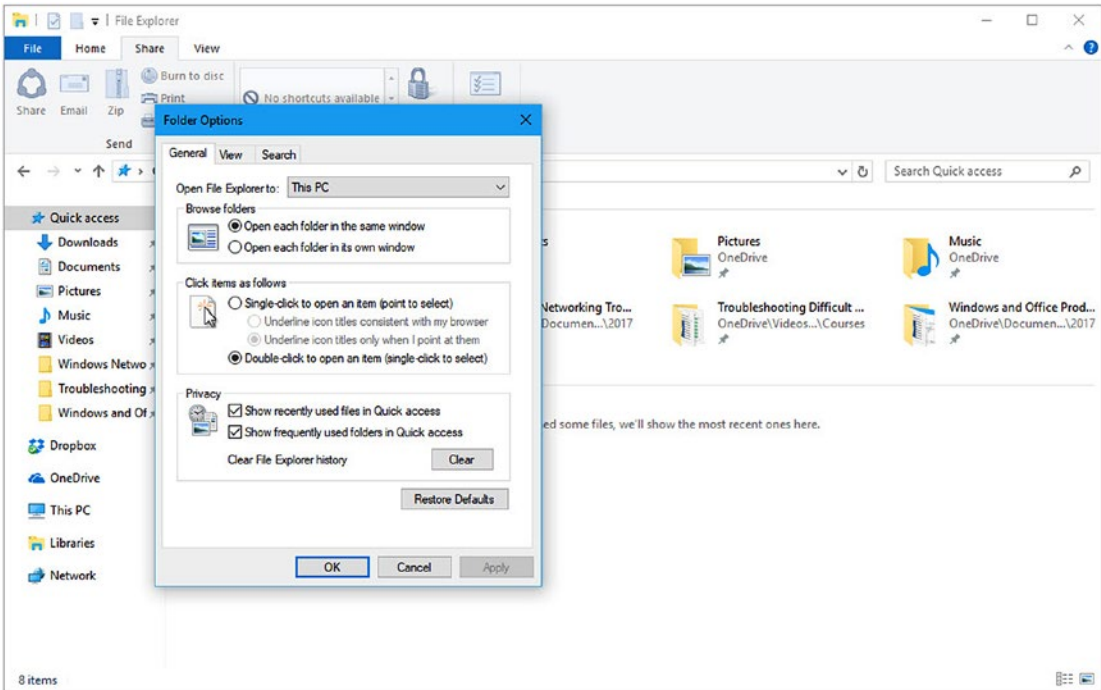 File Explorer
File Home Share View
Share Email Zip
Burn to disc
Print
No shortcuts available
Send
Folder Options
General View Search
Open File Explorer to: This PC
Browse folders
Open each folder in the same window
Open each folder in its own window
Click items as follows
Single-click to open an item (point to select)
Underline icon titles consistent with my browser
Underline icon titles only when I point at them
Double-click to open an item (single-click to select)
Privacy
Show recently used files in Quick access
Show frequently used folders in Quick access
Clear File Explorer history Clear
Restore Defaults
OK Cancel Apply
Search Quick access
Quick access
Downloads
Documents
Pictures
Music
Videos
Windows Netwo
Troubleshooting
Windows and Of
Dropbox
OneDrive
This PC
Libraries
Network
Pictures
OneDrive
Music
OneDrive
Networking Tro...
Documen...\2017
Troubleshooting Difficult ...
OneDrive\Videos...\Courses
Windows and Office Prod...
OneDrive\Documen...\2017
ed some files, we'll show the most recent ones here.
8 items